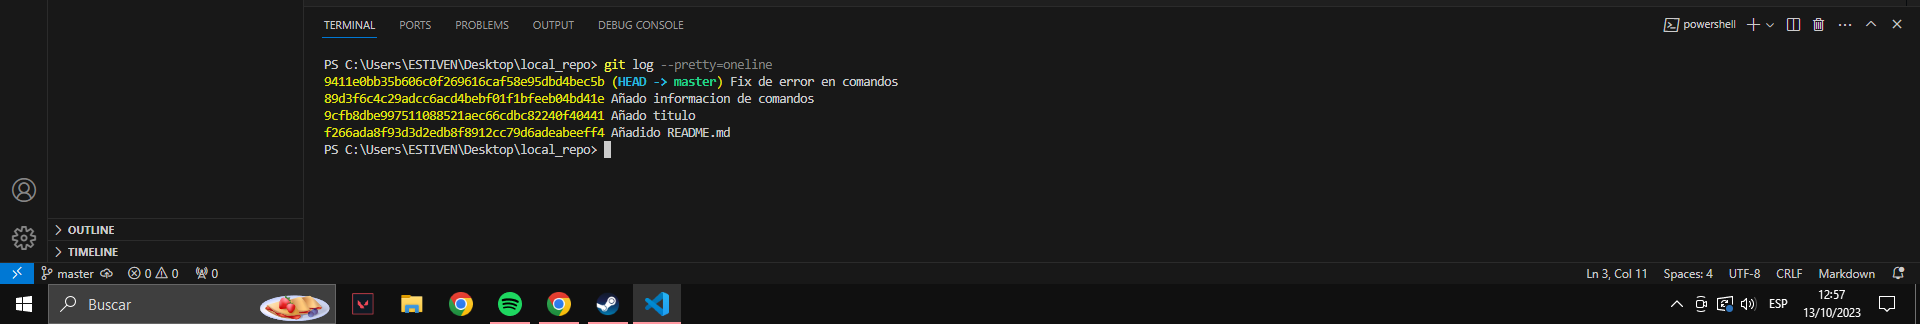 TERMINAL PORTS PROBLEMS OUTPUT DEBUG CONSOLE powershell
PS C:\Users\ESTIVEN\Desktop\local_repo> git log --pretty=oneline
9411e0bb35b606c0f269616caf58e95dbd4bec5b (HEAD -> master) Fix de error en comandos
89d3f6c4c29adcc6acd4bebf01f1bfeeb04bd41e Añado informacion de comandos
9cfb8dbe997511088521aec66cdbc82240f40441 Añado titulo
f266ada8f93d3d2edb8f8912cc79d6adeabeeff4 Añadido README.md
PS C:\Users\ESTIVEN\Desktop\local_repo>
OUTLINE
TIMELINE
master 0 0 0 Ln 3, Col 11 Spaces: 4 UTF-8 CRLF Markdown
Buscar ESP 12:57
13/10/2023